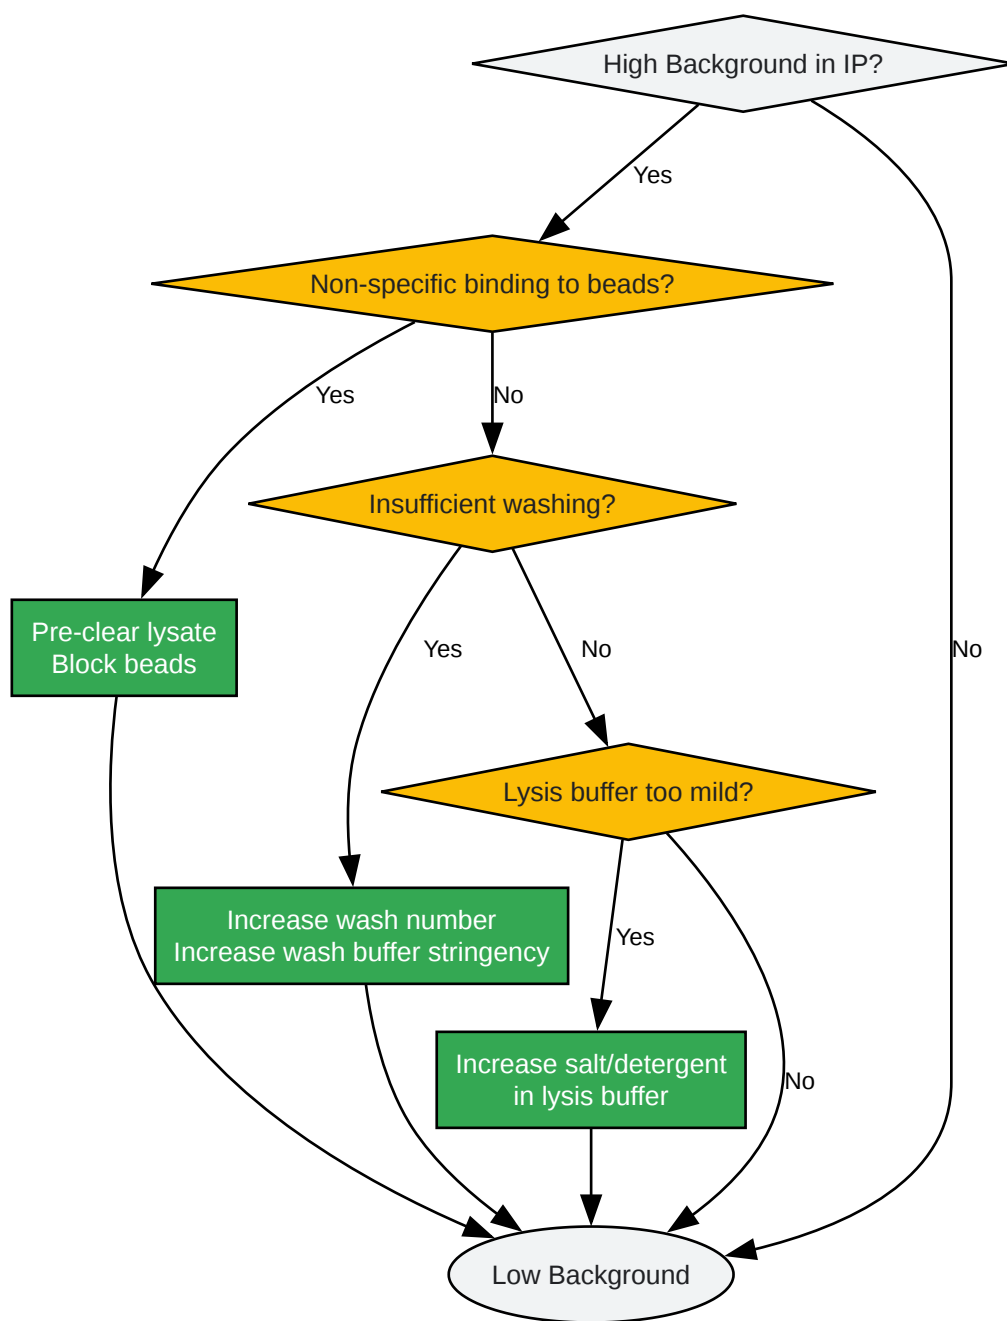 High Background in IP?
Yes
Non-specific binding to beads?
Yes
No
Insufficient washing?
Pre-clear lysate
Block beads
Yes
No
No
Lysis buffer too mild?
Increase wash number
Increase wash buffer stringency
Yes
Increase salt/detergent
in lysis buffer
No
Low Background